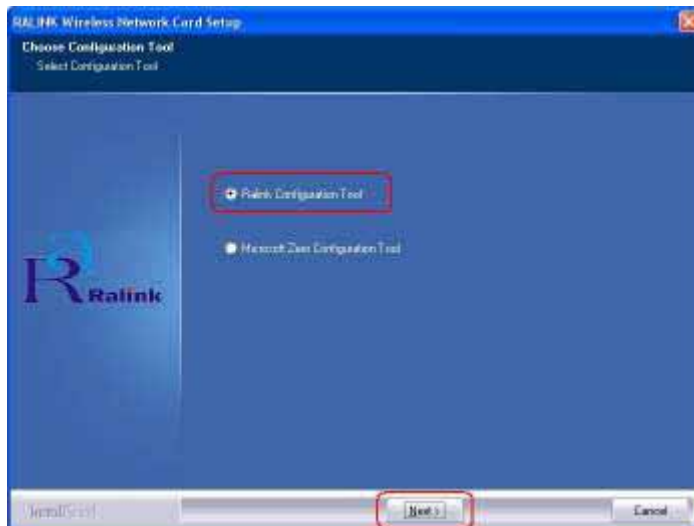 RALINK Wireless Network Card Setup
Choose Configuration Tool
Select Configuration Tool
Ralink Configuration Tool
Microsoft Zero Configuration Tool
Ralink
InstallShield
Next >
Cancel